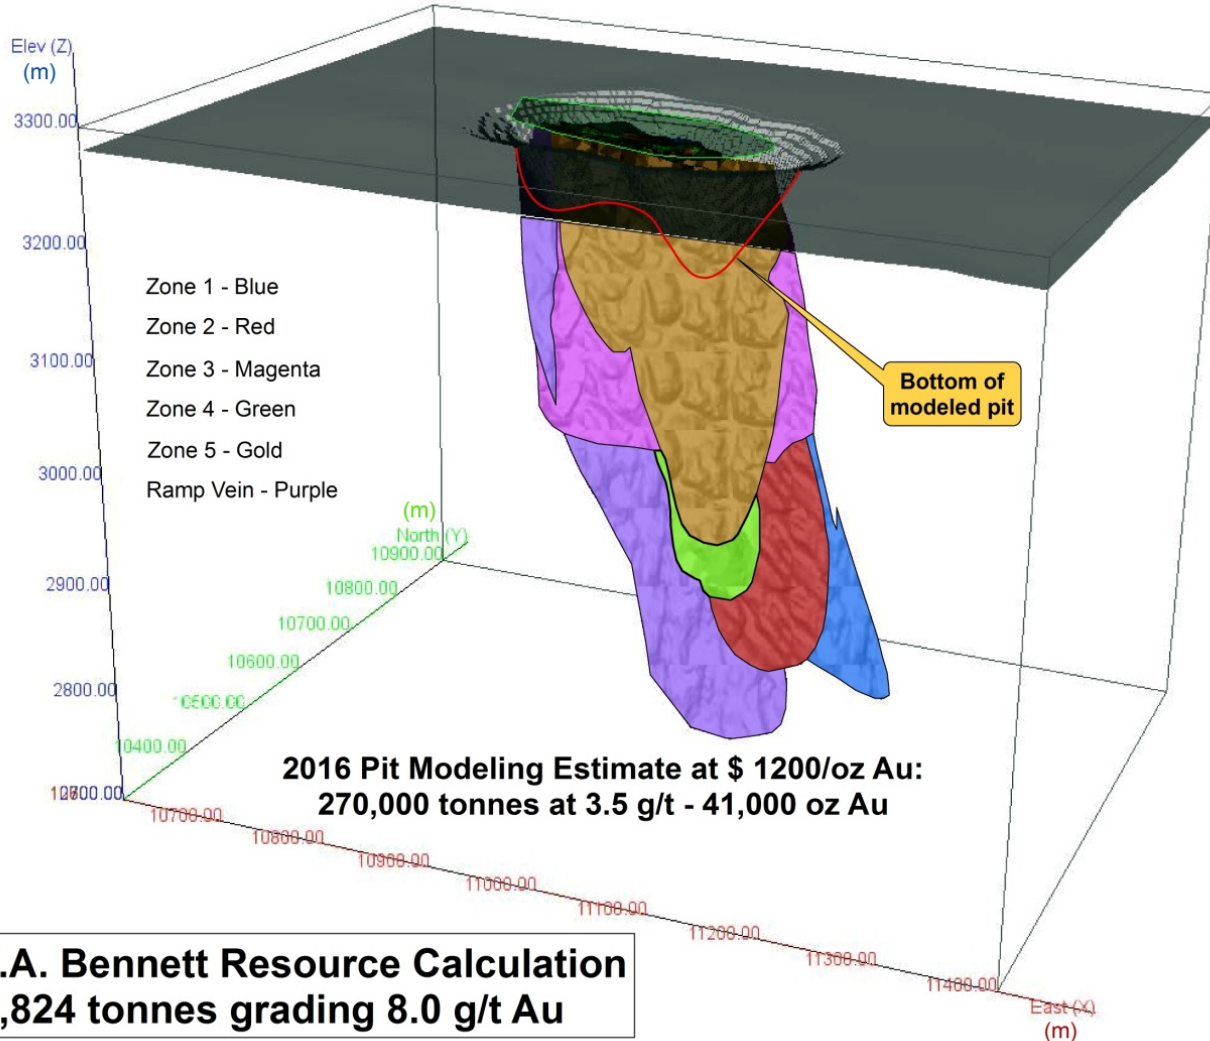 Elev (Z)
(m)
3300.00
3200.00
3100.00
3000.00
2900.00
2800.00
Zone 1 - Blue
Zone 2 - Red
Zone 3 - Magenta
Zone 4 - Green
Zone 5 - Gold
Ramp Vein - Purple
Bottom of
modeled pit
(m)
North (Y)
10900.00
10800.00
10700.00
10600.00
10400.00
2016 Pit Modeling Estimate at $ 1200/oz Au:
270,000 tonnes at 3.5 g/t - 41,000 oz Au
10700.00
10800.00
10900.00
11000.00
11100.00
11200.00
11300.00
11400.00
East (X)
(m)
.A. Bennett Resource Calculation
,824 tonnes grading 8.0 g/t Au